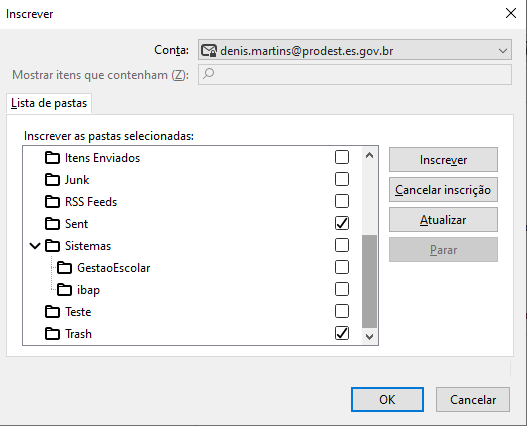 Inscrever
Conta: denis.martins@prodest.es.gov.br
Mostrar itens que contenham (Z):
Lista de pastas
Inscrever as pastas selecionadas:
Itens Enviados
Junk
RSS Feeds
Sent
Sistemas
GestaoEscolar
ibap
Teste
Trash
Inscrever
Cancelar inscrição
Atualizar
Parar
OK
Cancelar